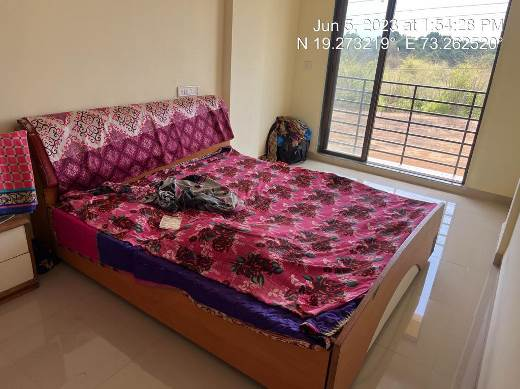 Jun 5, 2023 at 1:54:28 PM
N 19.273219°, E 73.262520°